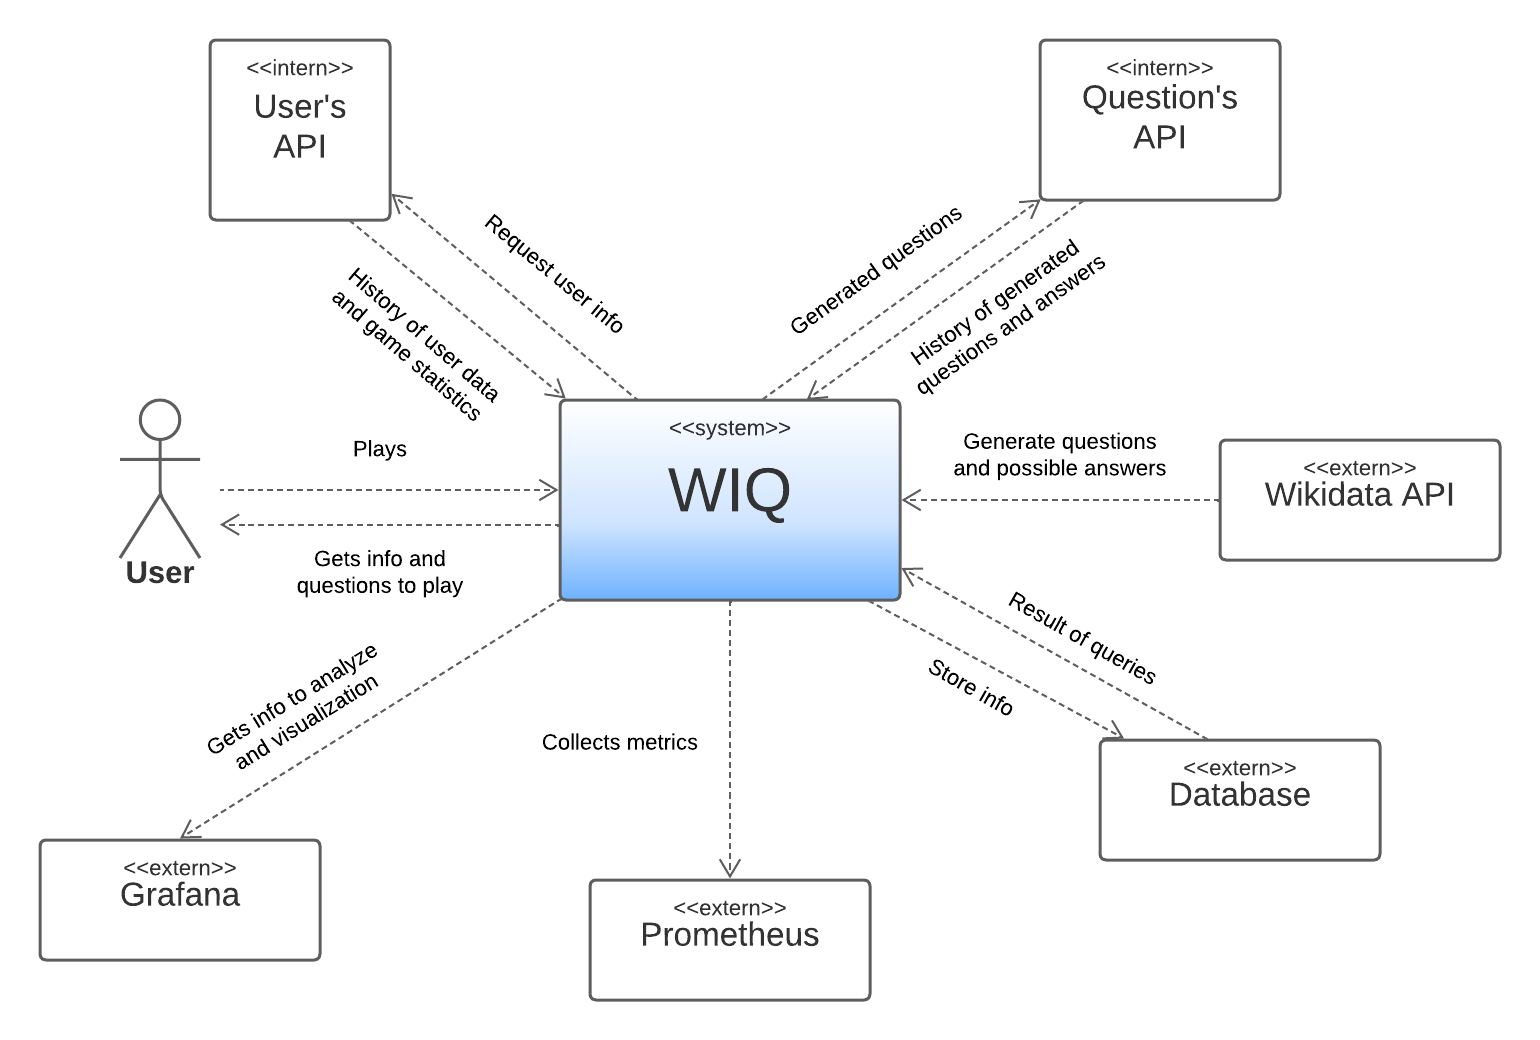 <<intern>>
User's
API
<<intern>>
Question's
API
Request user info
History of user data
and game statistics
Generated questions
History of generated
questions and answers
<<system>>
WIQ
Plays
Gets info and
questions to play
User
Generate questions
and possible answers
<<extern>>
Wikidata API
Result of queries
Store info
Gets info to analyze
and visualization
Collects metrics
<<extern>>
Database
<<extern>>
Grafana
<<extern>>
Prometheus